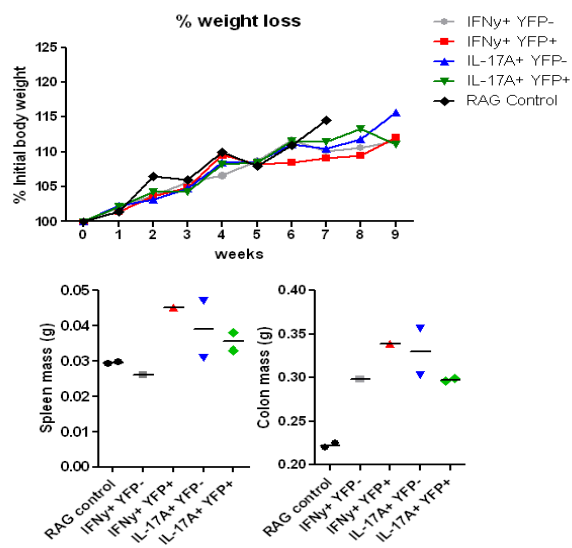 % weight loss
IFNy+ YFP-
IFNy+ YFP+
IL-17A+ YFP-
IL-17A+ YFP+
RAG Control
% Initial body weight
125
120
115
110
105
100
0 1 2 3 4 5 6 7 8 9
weeks
Spleen mass (g)
0.05
0.04
0.03
0.02
0.01
0.00
RAG control
IFNy+ YFP-
IFNy+ YFP+
IL-17A+ YFP-
IL-17A+ YFP+
Colon mass (g)
0.40
0.35
0.30
0.25
0.20
RAG control
IFNy+ YFP-
IFNy+ YFP+
IL-17A+ YFP-
IL-17A+ YFP+